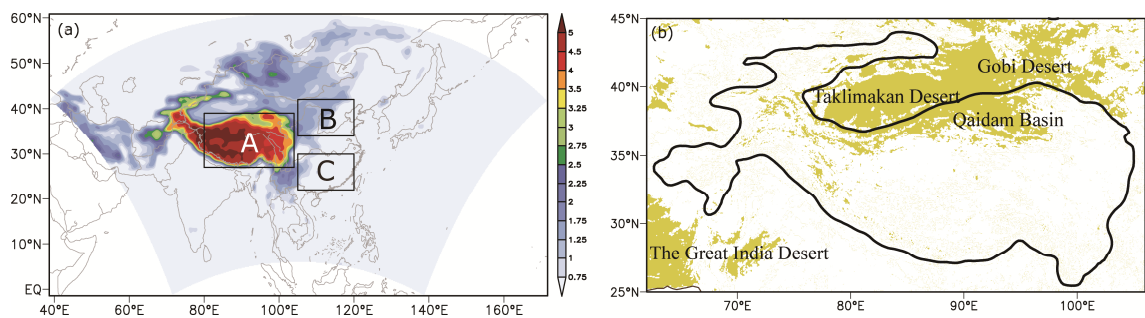 (a)
60°N
50°N
40°N
30°N
20°N
10°N
EQ
40°E
60°E
80°E
100°E
120°E
140°E
160°E
A
B
C
5
4.5
4
3.5
3.25
3
2.75
2.5
2.25
2
1.75
1.25
1
0.75
(b)
45°N
40°N
35°N
30°N
25°N
70°E
80°E
90°E
100°E
Gobi Desert
Taklimakan Desert
Qaidam Basin
The Great India Desert